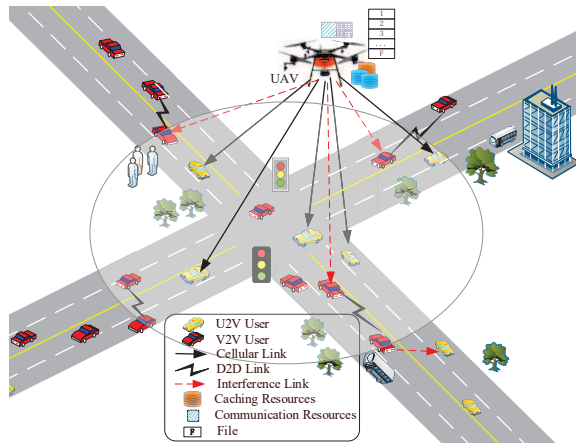 1
2
3
...
F
UAV
U2V User
V2V User
Cellular Link
D2D Link
Interference Link
Caching Resources
Communication Resources
F File